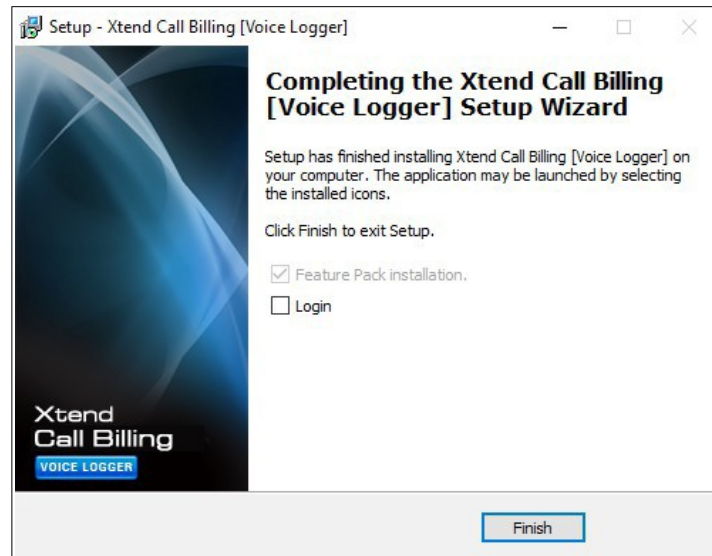 Setup - Xtend Call Billing [Voice Logger]
Completing the Xtend Call Billing
[Voice Logger] Setup Wizard
Setup has finished installing Xtend Call Billing [Voice Logger] on
your computer. The application may be launched by selecting
the installed icons.
Click Finish to exit Setup.
Feature Pack installation.
Login
Xtend
Call Billing
VOICE LOGGER
Finish